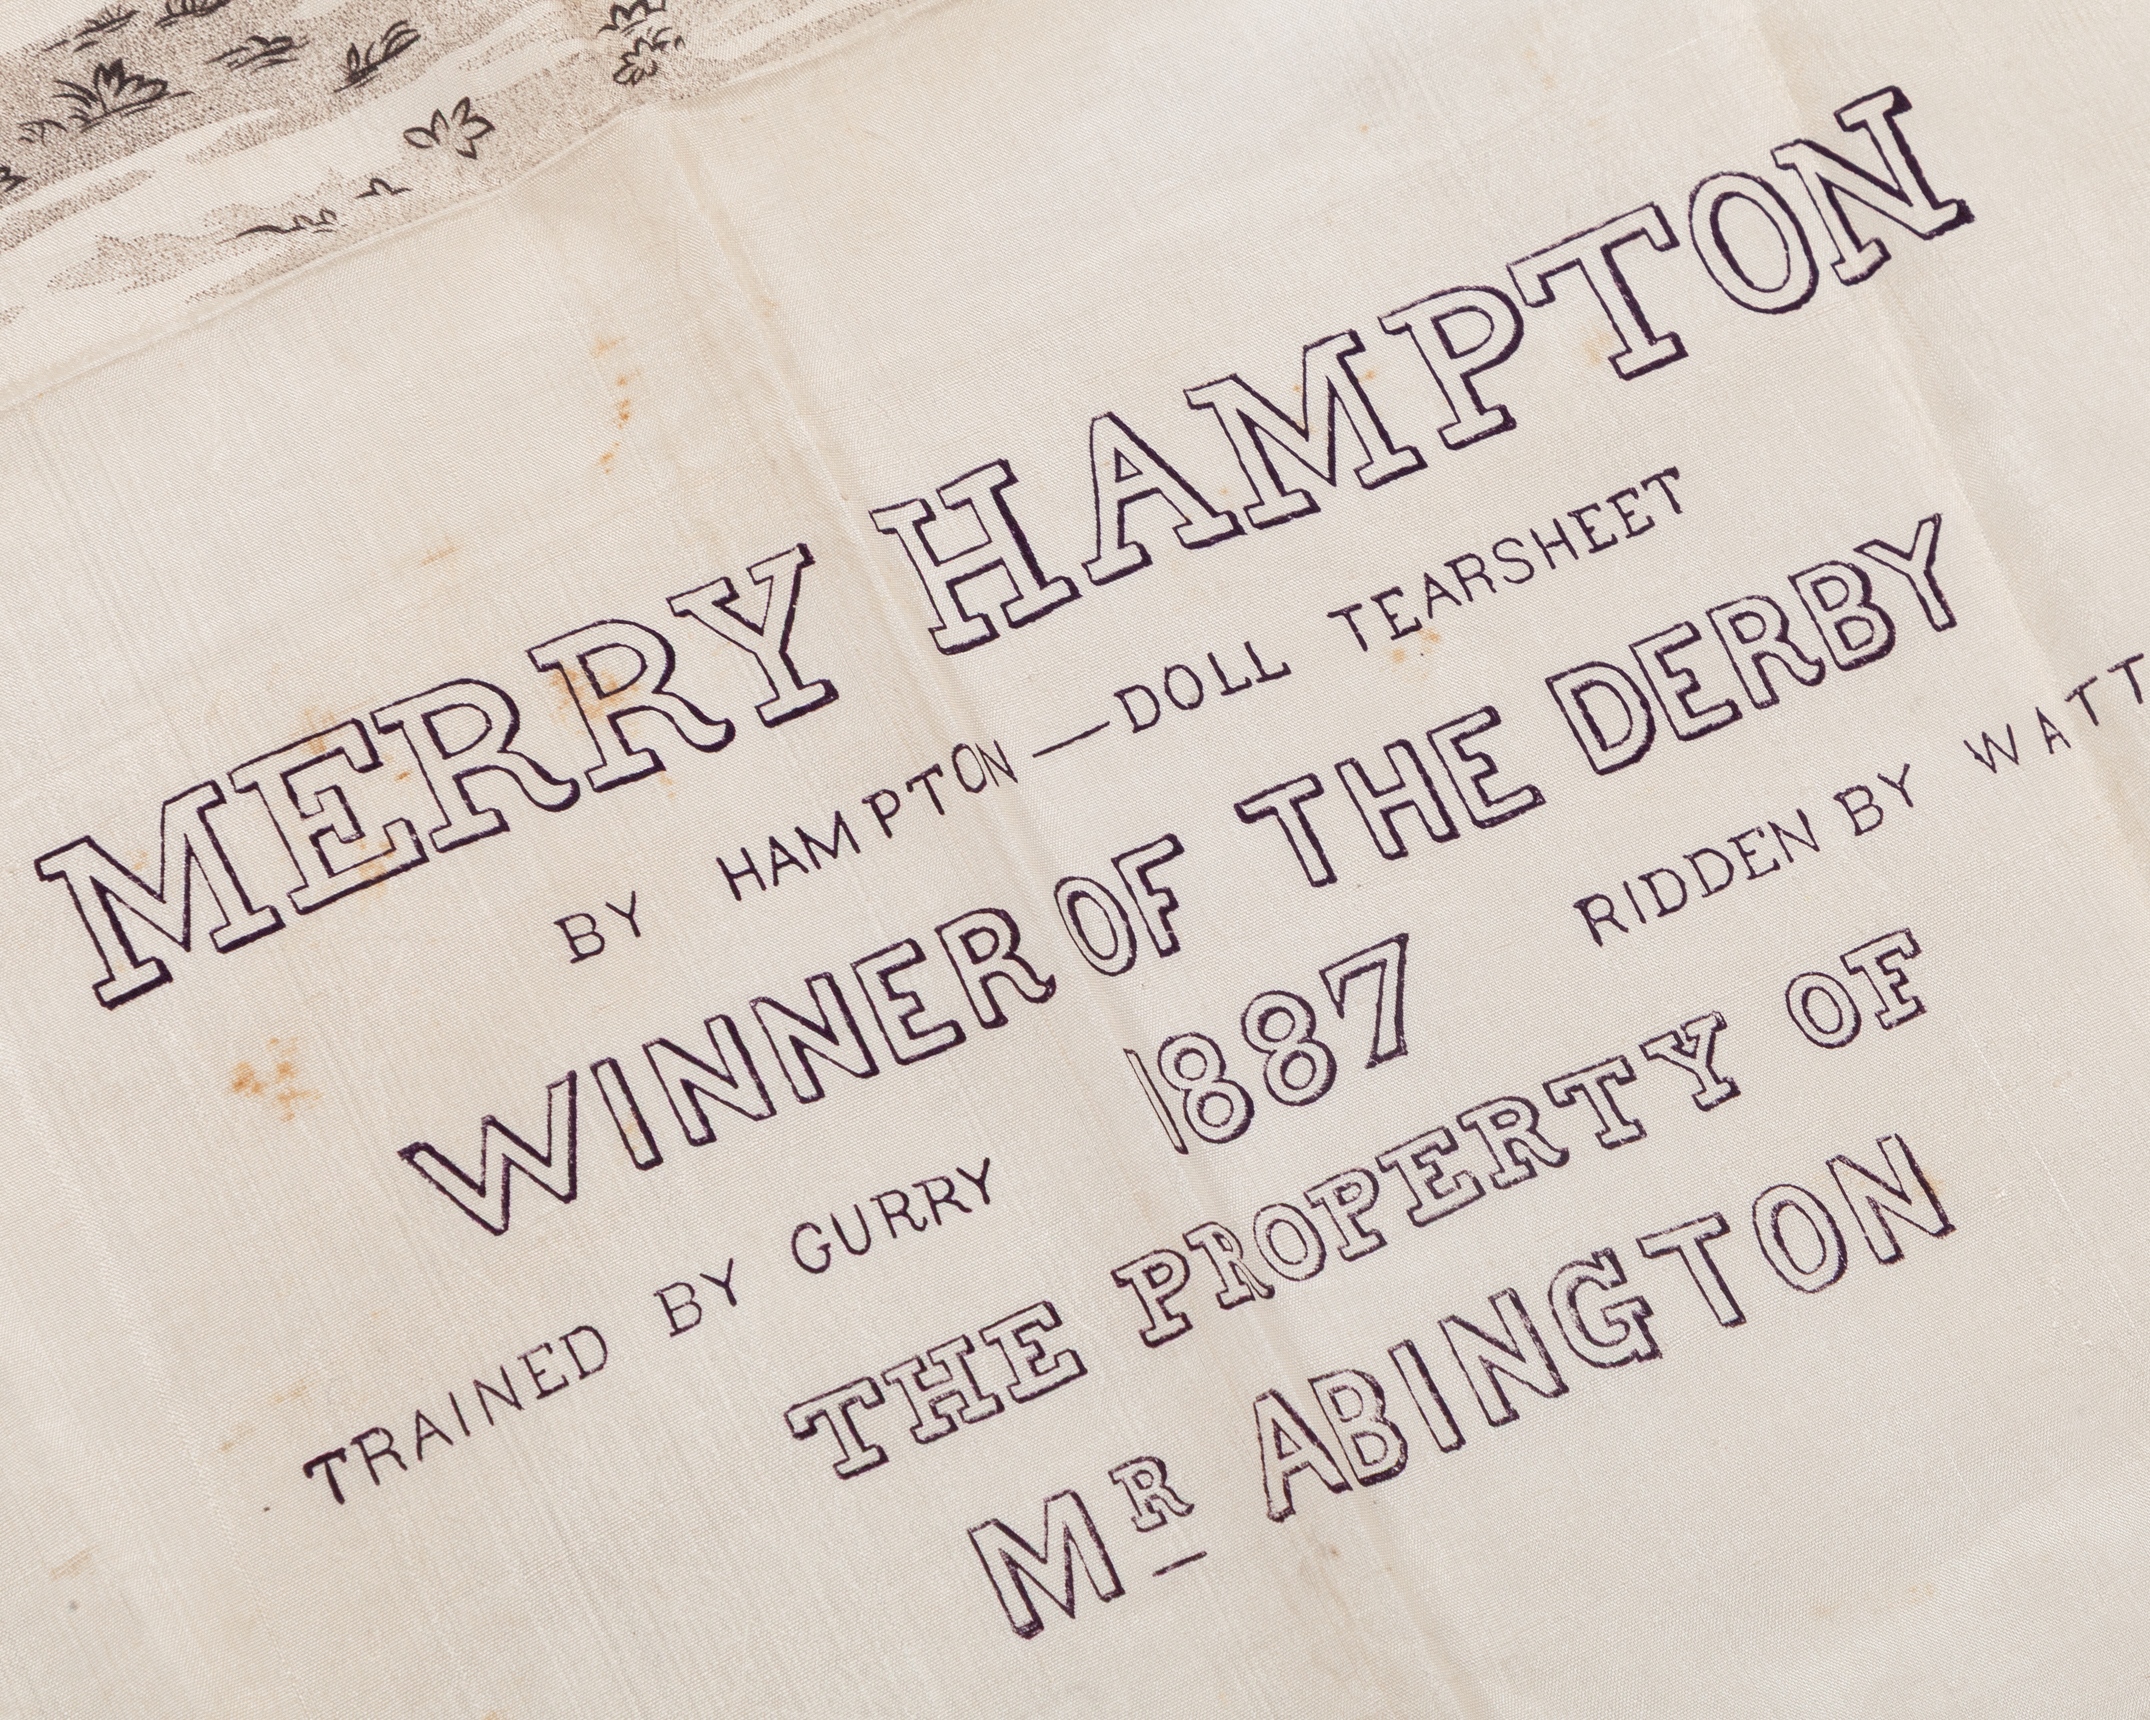 MERRY HAMPTON
BY HAMPTON—DOLL TEARSHEET
WINNER OF THE DERBY
1887
TRAINED BY GURRY
RIDDEN BY WATT
THE PROPERTY OF
MR ABINGTON